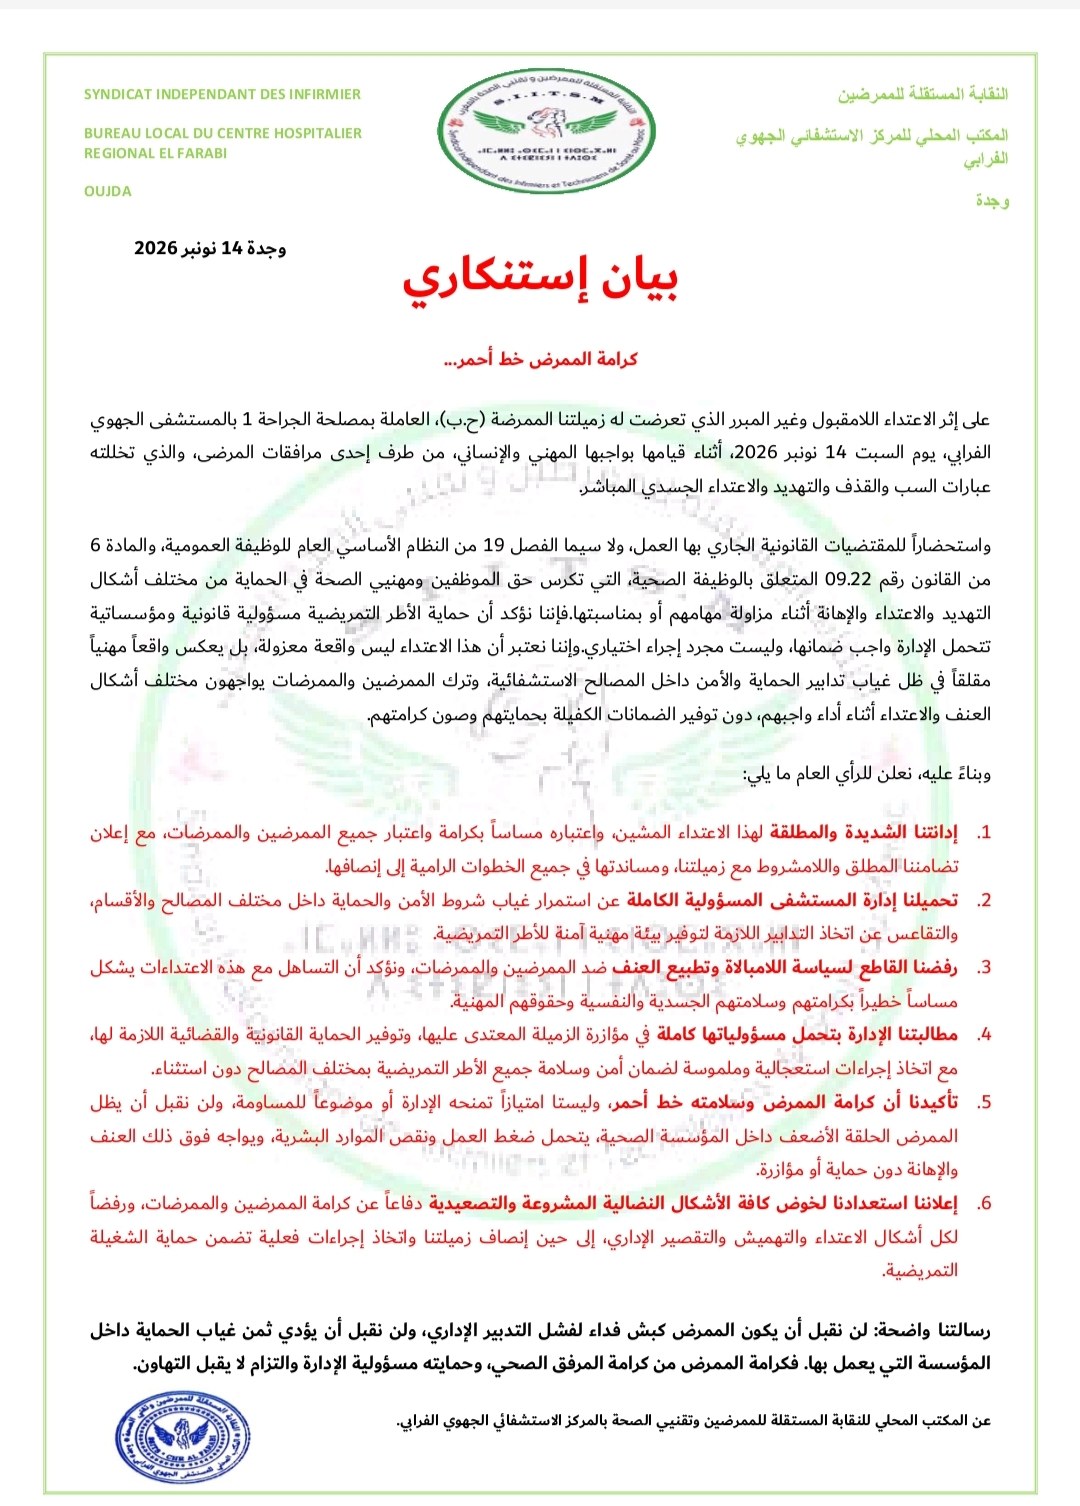 SYNDICAT INDEPENDANT DES INFIRMIER
BUREAU LOCAL DU CENTRE HOSPITALIER
REGIONAL EL FARABI
OUJDA
S.I.I.T.S.M
Syndicat Indépendant des Infirmiers et Techniciens de Santé au Maroc
النقابة المستقلة للممرضين
المكتب المحلي للمركز الاستشفائي الجهوي
الفرابي
وجدة
وجدة 14 نونبر 2026
بيان إستنكاري
كرامة الممرض خط أحمر...
على إثر الاعتداء اللامقبول وغير المبرر الذي تعرضت له زميلتنا الممرضة (ح.ب)، العاملة بمصلحة الجراحة 1 بالمستشفى الجهوي
الفرابي، يوم السبت 14 نونبر 2026، أثناء قيامها بواجبها المهني والإنساني، من طرف إحدى مرافقات المرضى، والذي تخللته
عبارات السب والقذف والتهديد والاعتداء الجسدي المباشر.
واستحضاراً للمقتضيات القانونية الجاري بها العمل، ولا سيما الفصل 19 من النظام الأساسي العام للوظيفة العمومية، والمادة 6
من القانون رقم 09.22 المتعلق بالوظيفة الصحية، التي تكرس حق الموظفين ومهنيي الصحة في الحماية من مختلف أشكال
التهديد والاعتداء والإهانة أثناء مزاولة مهامهم أو بمناسبتها.فإننا نؤكد أن حماية الأطر التمريضية مسؤولية قانونية ومؤسساتية
تتحمل الإدارة واجب ضمانها، وليست مجرد إجراء اختياري.وإننا نعتبر أن هذا الاعتداء ليس واقعة معزولة، بل يعكس واقعاً مهنياً
مقلقاً في ظل غياب تدابير الحماية والأمن داخل المصالح الاستشفائية، وترك الممرضين والممرضات يواجهون مختلف أشكال
العنف والاعتداء أثناء أداء واجبهم، دون توفير الضمانات الكفيلة بحمايتهم وصون كرامتهم.
وبناءً عليه، نعلن للرأي العام ما يلي:
1. إدانتنا الشديدة والمطلقة لهذا الاعتداء المشين، واعتباره مساساً بكرامة واعتبار جميع الممرضين والممرضات، مع إعلان
تضامننا المطلق واللامشروط مع زميلتنا، ومساندتها في جميع الخطوات الرامية إلى إنصافها.
2. تحميلنا إدارة المستشفى المسؤولية الكاملة عن استمرار غياب شروط الأمن والحماية داخل مختلف المصالح والأقسام،
والتقاعس عن اتخاذ التدابير اللازمة لتوفير بيئة مهنية آمنة للأطر التمريضية.
3. رفضنا القاطع لسياسة اللامبالاة وتطبيع العنف ضد الممرضين والممرضات، ونؤكد أن التساهل مع هذه الاعتداءات يشكل
مساساً خطيراً بكرامتهم وسلامتهم الجسدية والنفسية وحقوقهم المهنية.
4. مطالبتنا الإدارة بتحمل مسؤولياتها كاملة في مؤازرة الزميلة المعتدى عليها، وتوفير الحماية القانونية والقضائية اللازمة لها،
مع اتخاذ إجراءات استعجالية وملموسة لضمان أمن وسلامة جميع الأطر التمريضية بمختلف المصالح دون استثناء.
5. تأكيدنا أن كرامة الممرض وسلامته خط أحمر، وليستا امتيازاً تمنحه الإدارة أو موضوعاً للمساومة، ولن نقبل أن يظل
الممرض الحلقة الأضعف داخل المؤسسة الصحية، يتحمل ضغط العمل ونقص الموارد البشرية، ويواجه فوق ذلك العنف
والإهانة دون حماية أو مؤازرة.
6. إعلاننا استعدادنا لخوض كافة الأشكال النضالية المشروعة والتصعيدية دفاعاً عن كرامة الممرضين والممرضات، ورفضاً
لكل أشكال الاعتداء والتهميش والتقصير الإداري، إلى حين إنصاف زميلتنا واتخاذ إجراءات فعلية تضمن حماية الشغيلة
التمريضية.
رسالتنا واضحة: لن نقبل أن يكون الممرض كبش فداء لفشل التدبير الإداري، ولن نقبل أن يؤدي ثمن غياب الحماية داخل
المؤسسة التي يعمل بها. فكرامة الممرض من كرامة المرفق الصحي، وحمايته مسؤولية الإدارة والتزام لا يقبل التهاون.
عن المكتب المحلي للنقابة المستقلة للممرضين وتقنيي الصحة بالمركز الاستشفائي الجهوي الفرابي.